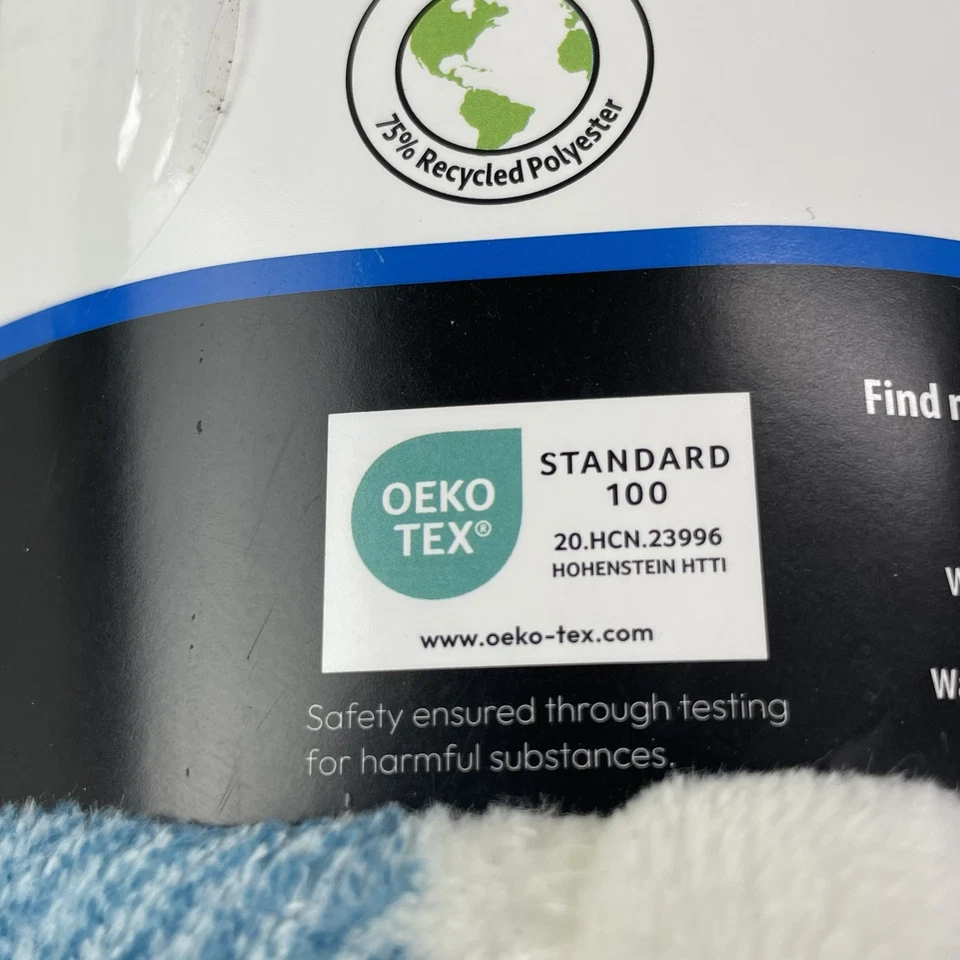 75% Recycled Polyester
Find
OEKO
TEX®
STANDARD
100
20.HCN.23996
HOHENSTEIN HTTI
www.oeko-tex.com
Safety ensured through testing
for harmful substances.